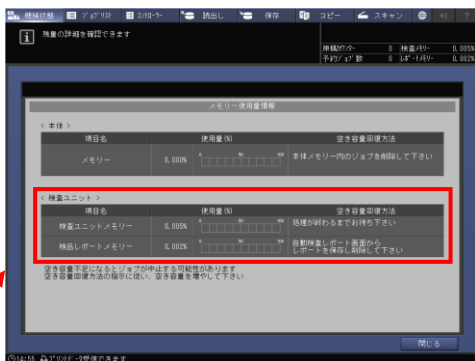 機械状態 ジョブリスト コントローラー 読出し 保存 コピー スキャン
残量の詳細を確認できます
原稿カウンター 0 検査メモリー 0.005%
予約ジョブ数 0 レポートメモリー 0.002%
メモリー使用量情報
< 本体 >
項目名 使用量(%) 空き容量回復方法
メモリー 0.000% 0 50 100 本体メモリー内のジョブを削除して下さい
< 検査ユニット >
項目名 使用量(%) 空き容量回復方法
検査ユニットメモリー 0.005% 0 50 100 処理が終わるまでお待ち下さい
検品レポートメモリー 0.002% 0 50 100 自動検査レポート画面から
レポートを保存し削除して下さい
空き容量不足になるとジョブが中止する可能性があります
空き容量回復方法の指示に従い、空き容量を増やして下さい
閉じる
14:55 プリントデータ受信できます